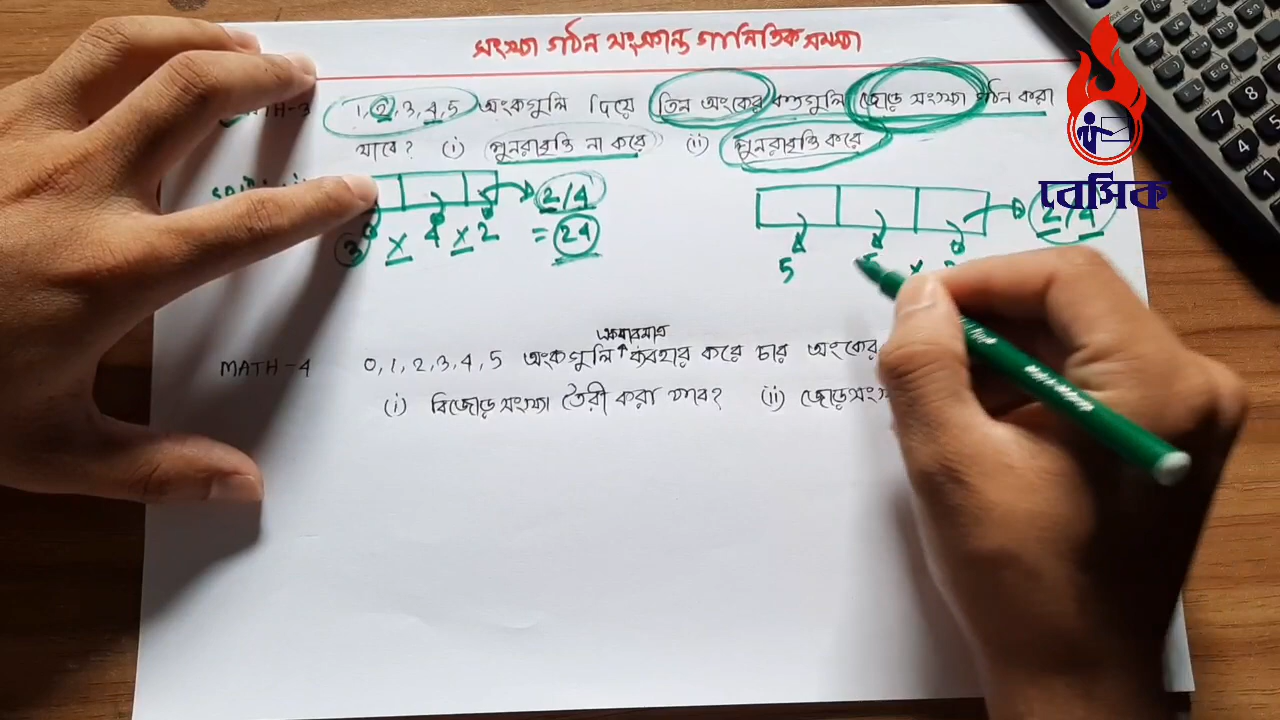 সংখ্যা গঠন সংক্রান্ত গাণিতিক সমস্যা
TH-3 1, 2, 3, 4, 5 অংকগুলি দিয়ে তিন অংকের কতগুলি জোড় সংখ্যা গঠন করা
যাবে? (i) পুনরাবৃত্তি না করে (ii) পুনরাবৃত্তি করে
2/4 2/4
3 × 4 × 2 = 24 5 5 ×
বেসিক
একবারমাত্র
MATH-4 0, 1, 2, 3, 4, 5 অংকগুলি ↑ ব্যবহার করে চার অংকের
(i) বিজোড় সংখ্যা তৈরী করা যাবে? (ii) জোড় সংখ